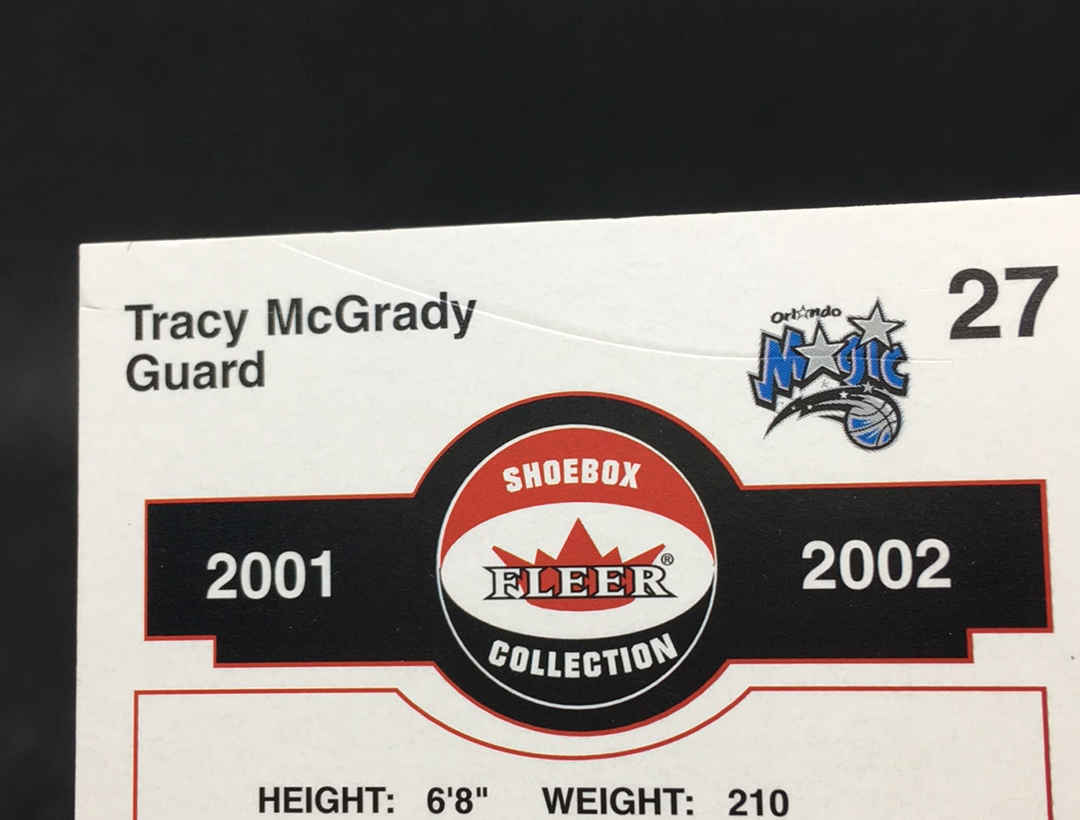 Tracy McGrady
Guard
27
Orlando
Magic
SHOEBOX
2001
FLEER®
2002
COLLECTION
HEIGHT: 6'8" WEIGHT: 210